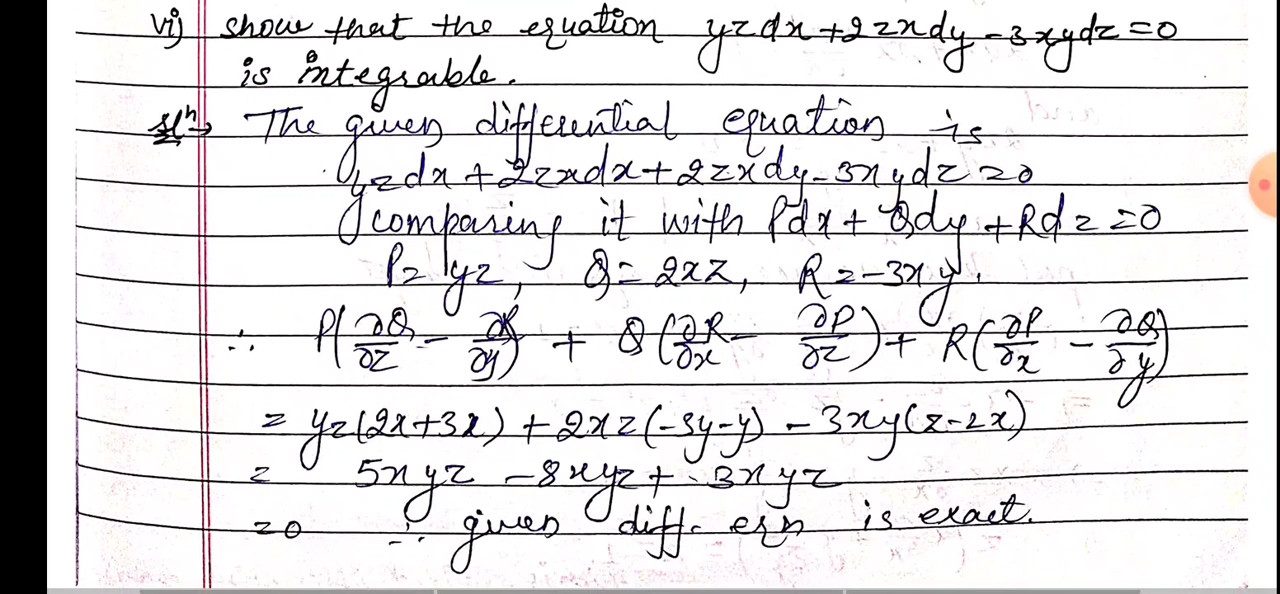 vi) show that the equation yzdx+2zxdy-3xydz=0
is integrable.
Solⁿ→ The given differential equation is
yzdx+2zxdx+2zxdy-3xydz=0
comparing it with Pdx+Qdy+Rdz=0
P=yz, Q=2xz, R=-3xy.
∴ P(∂Q/∂z - ∂R/∂y) + Q(∂R/∂x - ∂P/∂z) + R(∂P/∂x - ∂Q/∂y)
= yz(2x+3x) + 2xz(-3y-y) - 3xy(z-2x)
= 5xyz -8xyz+ 3xyz
=0 ∴ given diff. eqn is exact.